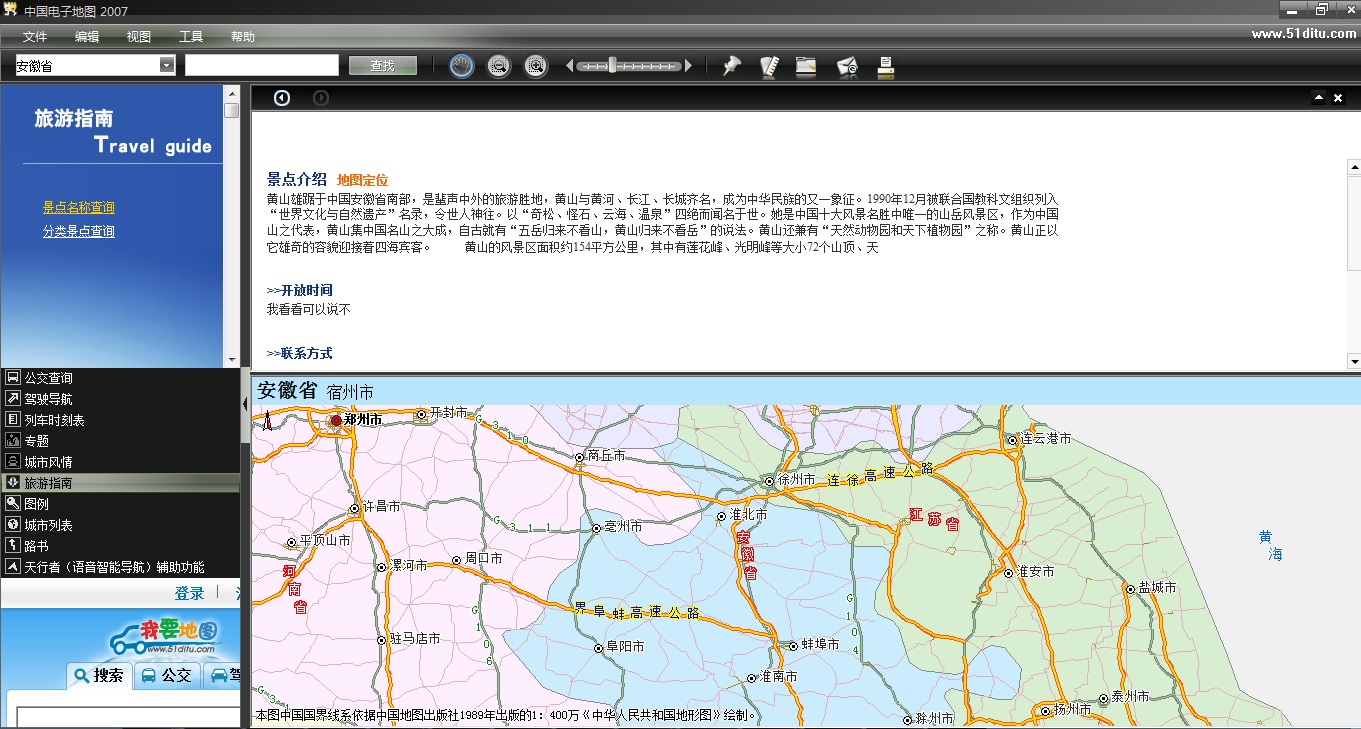 中国电子地图 2007
文件 编辑 视图 工具 帮助
www.51ditu.com
安徽省
查找
旅游指南
Travel guide
景点名称查询
分类景点查询
公交查询
驾驶导航
列车时刻表
专题
城市风情
旅游指南
图例
城市列表
路书
天行者（语音智能导航）辅助功能
登录
我要地图
www.51ditu.com
搜索 公交 驾
景点介绍 地图定位
黄山雄踞于中国安徽省南部，是蜚声中外的旅游胜地，黄山与黄河、长江、长城齐名，成为中华民族的又一象征。1990年12月被联合国教科文组织列入
“世界文化与自然遗产”名录，令世人神往。以“奇松、怪石、云海、温泉”四绝而闻名于世。她是中国十大风景名胜中唯一的山岳风景区，作为中国
山之代表，黄山集中国名山之大成，自古就有“五岳归来不看山，黄山归来不看岳”的说法。黄山还兼有“天然动物园和天下植物园”之称。黄山正以
它雄奇的容貌迎接着四海宾客。 黄山的风景区面积约154平方公里，其中有莲花峰、光明峰等大小72个山顶、天
>>开放时间
我看看可以说不
>>联系方式
安徽省 宿州市
郑州市
开封市
G310
商丘市
连云港市
徐州市
连徐高速公路
许昌市
G311
亳州市
淮北市
江苏省
安徽省
黄海
平顶山市
漯河市
周口市
河南省
淮安市
盐城市
界阜蚌高速公路
G106
G104
驻马店市
阜阳市
蚌埠市
淮南市
泰州市
扬州市
滁州市
G3
本图中国国界线系依据中国地图出版社1989年出版的1：400万《中华人民共和国地形图》绘制。